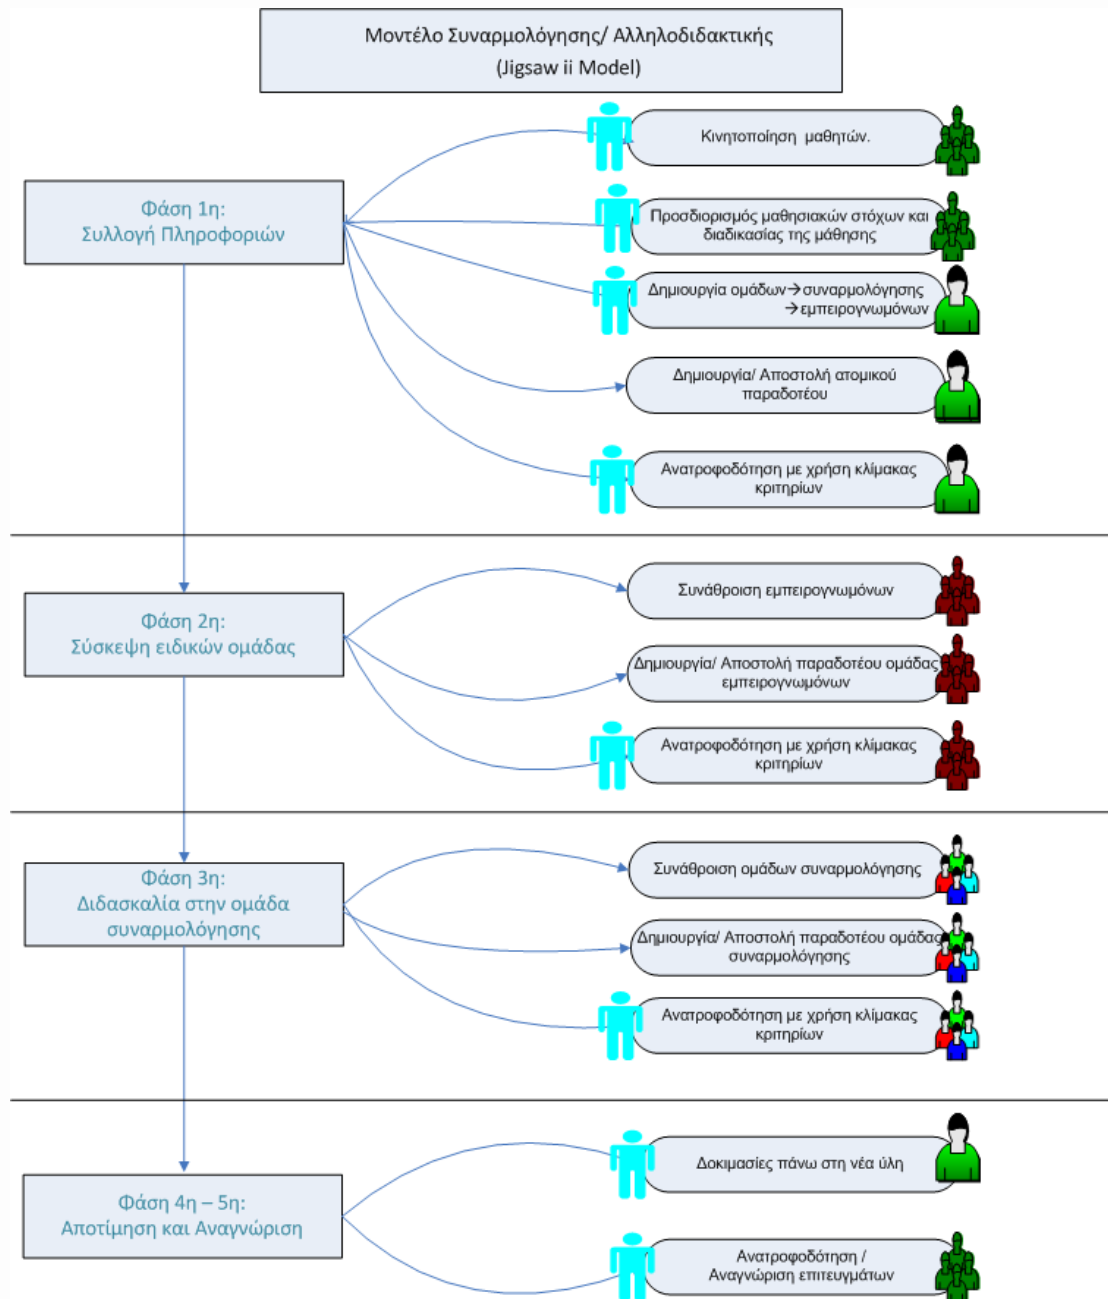 Μοντέλο Συναρμολόγησης/ Αλληλοδιδακτικής
(Jigsaw ii Model)
Φάση 1η:
Συλλογή Πληροφοριών
Κινητοποίηση μαθητών.
Προσδιορισμός μαθησιακών στόχων και
διαδικασίας της μάθησης
Δημιουργία ομάδων→συναρμολόγησης
→εμπειρογνωμόνων
Δημιουργία/ Αποστολή ατομικού
παραδοτέου
Ανατροφοδότηση με χρήση κλίμακας
κριτηρίων
Φάση 2η:
Σύσκεψη ειδικών ομάδας
Συνάθροιση εμπειρογνωμόνων
Δημιουργία/ Αποστολή παραδοτέου ομάδας
εμπειρογνωμόνων
Ανατροφοδότηση με χρήση κλίμακας
κριτηρίων
Φάση 3η:
Διδασκαλία στην ομάδα
συναρμολόγησης
Συνάθροιση ομάδων συναρμολόγησης
Δημιουργία/ Αποστολή παραδοτέου ομάδας
συναρμολόγησης
Ανατροφοδότηση με χρήση κλίμακας
κριτηρίων
Φάση 4η – 5η:
Αποτίμηση και Αναγνώριση
Δοκιμασίες πάνω στη νέα ύλη
Ανατροφοδότηση /
Αναγνώριση επιτευγμάτων